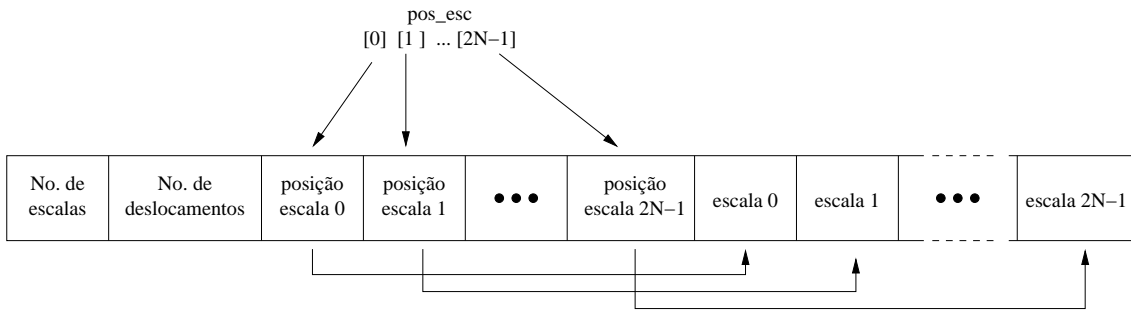 pos_esc
[0] [1 ] ... [2N−1]
No. de
escalas
No. de
deslocamentos
posição
escala 0
posição
escala 1
posição
escala 2N−1
escala 0
escala 1
escala 2N−1